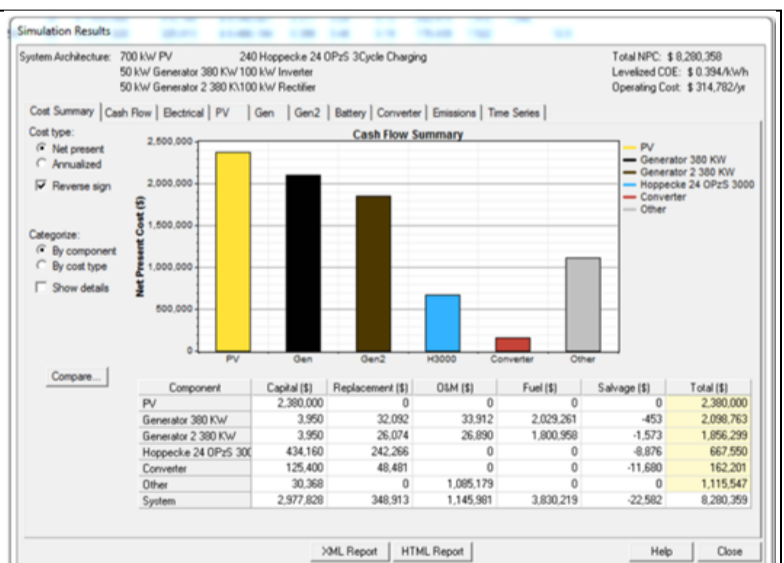 Simulation Results
System Architecture: 700 kW PV 240 Hoppecke 24 OPzS 3Cycle Charging Total NPC: $ 8,280,358
50 kW Generator 380 KW 100 kW Inverter Levelized COE: $ 0.394/kWh
50 kW Generator 2 380 K\100 kW Rectifier Operating Cost: $ 314,782/yr
Cost Summary Cash Flow Electrical PV Gen Gen2 Battery Converter Emissions Time Series
Cost type:
Net present
Annualized
Reverse sign
Categorize:
By component
By cost type
Show details
Compare...
Cash Flow Summary
Net Present Cost ($)
2,500,000
2,000,000
1,500,000
1,000,000
500,000
0
PV Gen Gen2 H3000 Converter Other
PV
Generator 380 KW
Generator 2 380 KW
Hoppecke 24 OPzS 3000
Converter
Other
Component Capital ($) Replacement ($) O&M ($) Fuel ($) Salvage ($) Total ($)
PV 2,380,000 0 0 0 0 2,380,000
Generator 380 KW 3,950 32,092 33,912 2,029,261 -453 2,098,763
Generator 2 380 KW 3,950 26,074 26,890 1,800,958 -1,573 1,856,299
Hoppecke 24 OPzS 300 434,160 242,266 0 0 -8,876 667,550
Converter 125,400 48,481 0 0 -11,680 162,201
Other 30,368 0 1,085,179 0 0 1,115,547
System 2,977,828 348,913 1,145,981 3,830,219 -22,582 8,280,359
XML Report HTML Report Help Close